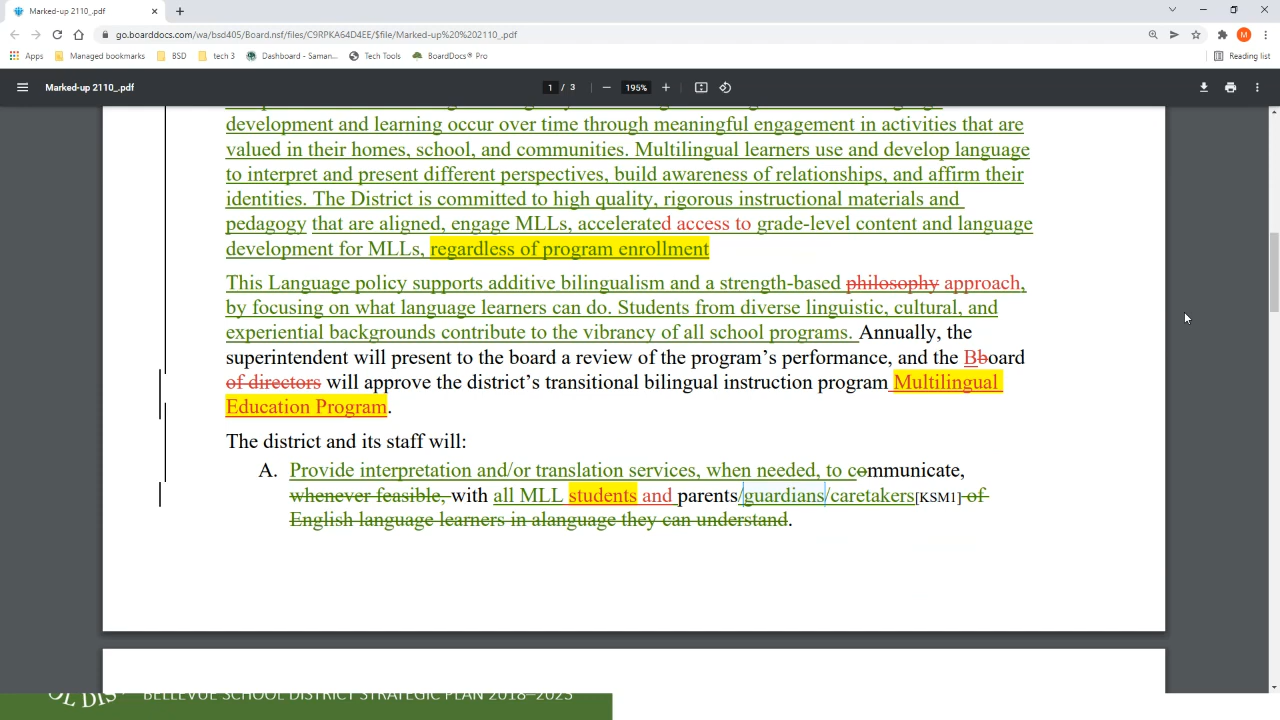 Marked-up 2110_.pdf
go.boarddocs.com/wa/bsd405/Board.nsf/files/C9RPKA64D4EE/$file/Marked-up%20%202110_.pdf
M
Apps Managed bookmarks BSD tech 3 Dashboard - Saman... Tech Tools BoardDocs® Pro Reading list
Marked-up 2110_.pdf 1 / 3 195%
development and learning occur over time through meaningful engagement in activities that are
valued in their homes, school, and communities. Multilingual learners use and develop language
to interpret and present different perspectives, build awareness of relationships, and affirm their
identities. The District is committed to high quality, rigorous instructional materials and
pedagogy that are aligned, engage MLLs, accelerated access to grade-level content and language
development for MLLs, regardless of program enrollment
This Language policy supports additive bilingualism and a strength-based philosophy approach,
by focusing on what language learners can do. Students from diverse linguistic, cultural, and
experiential backgrounds contribute to the vibrancy of all school programs. Annually, the
superintendent will present to the board a review of the program's performance, and the Bboard
of directors will approve the district's transitional bilingual instruction program Multilingual
Education Program.
The district and its staff will:
A. Provide interpretation and/or translation services, when needed, to communicate,
whenever feasible, with all MLL students and parents/guardians/caretakers[KSM1] of
English language learners in alanguage they can understand.
OL DIS BELLEVUE SCHOOL DISTRICT STRATEGIC PLAN 2018–2023